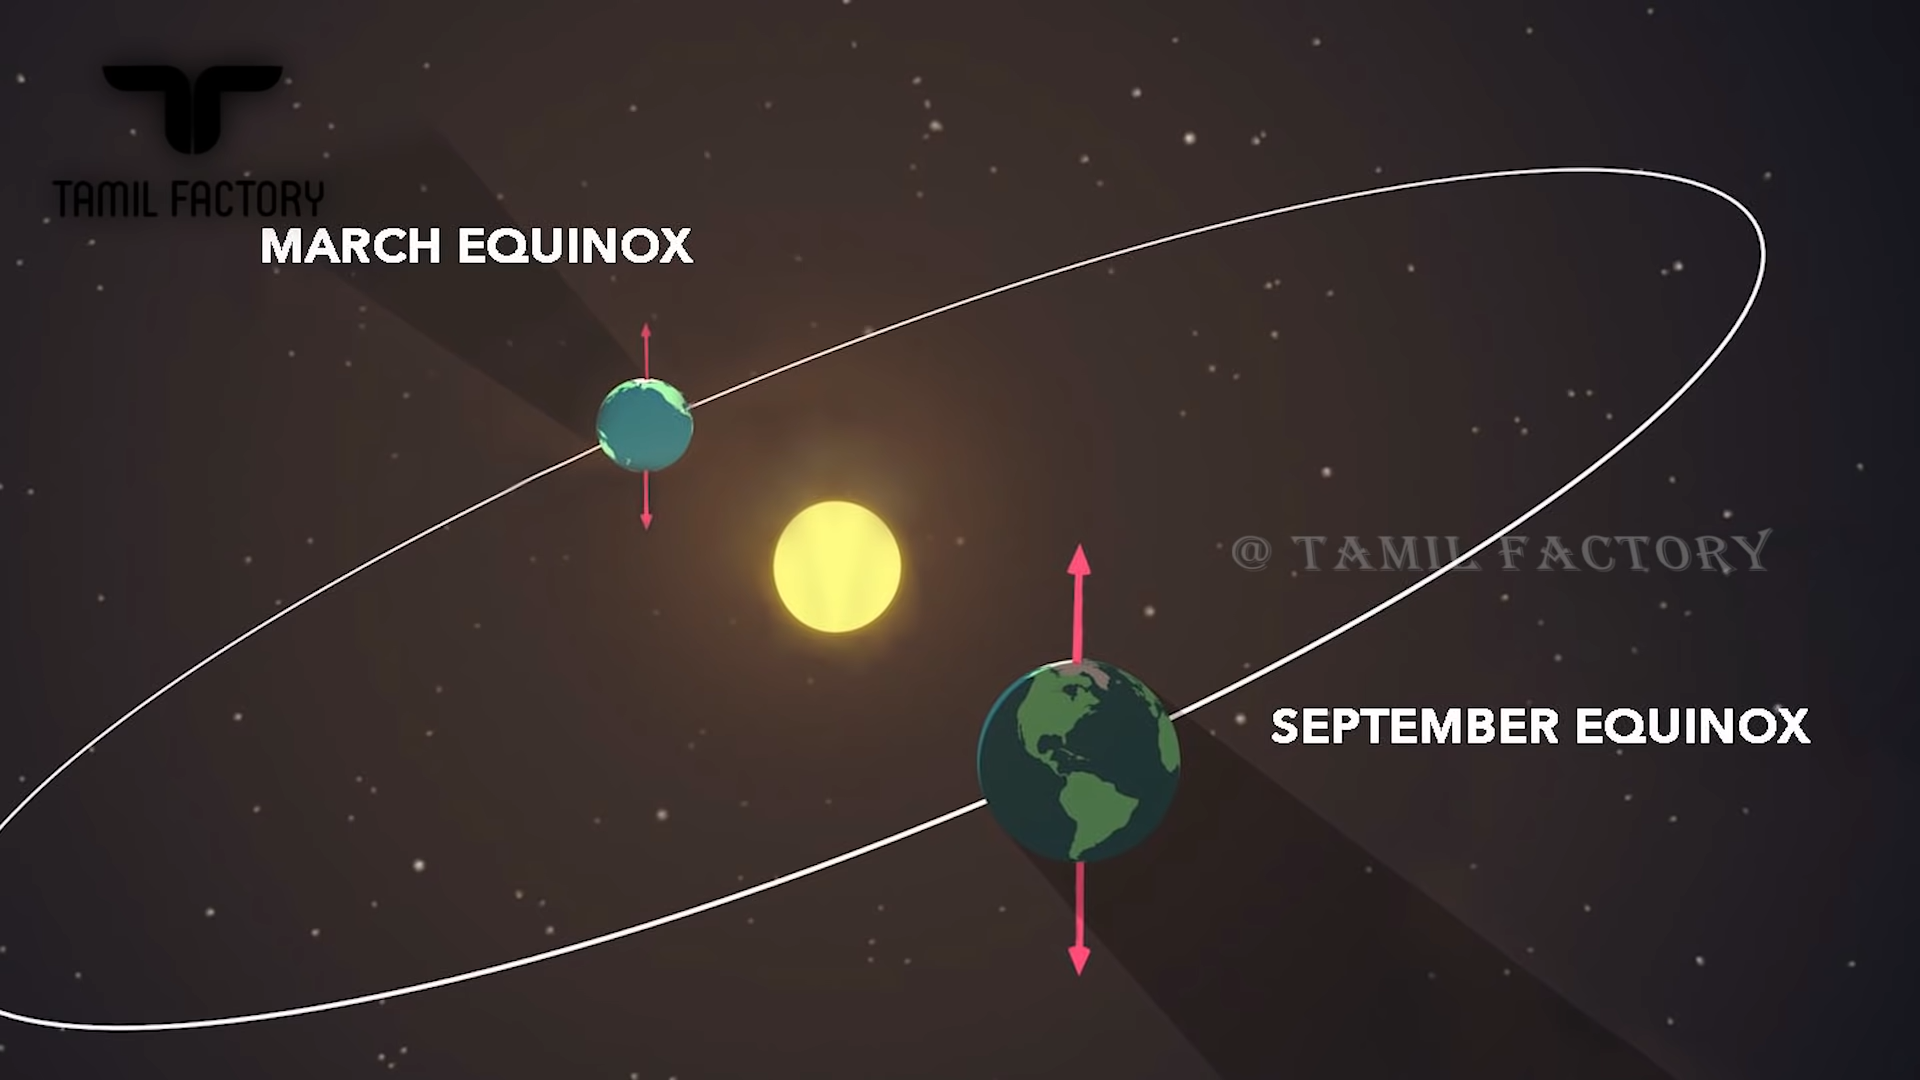 TAMIL FACTORY
MARCH EQUINOX
@ TAMIL FACTORY
SEPTEMBER EQUINOX